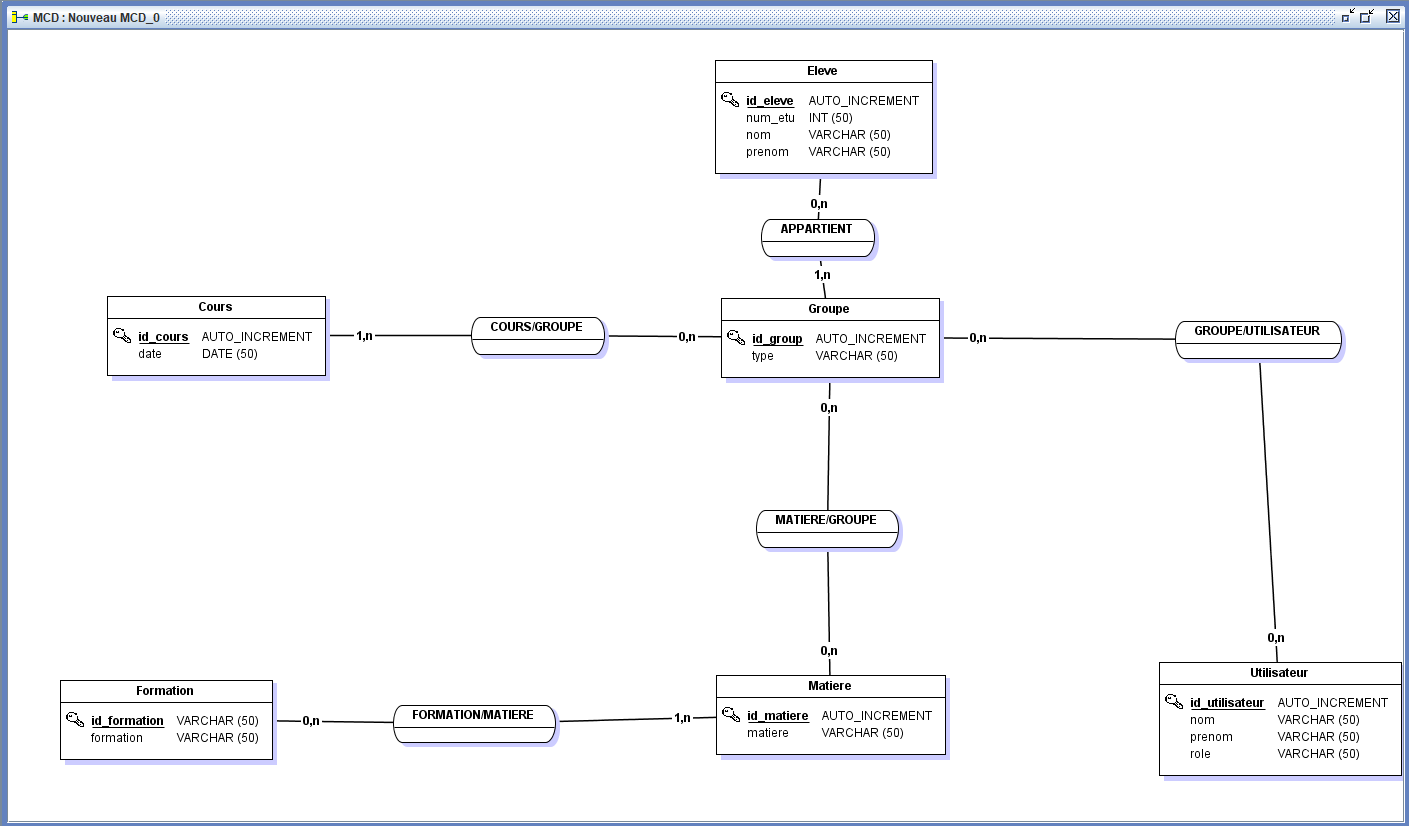 MCD : Nouveau MCD_0
Eleve
id_eleve AUTO_INCREMENT
num_etu INT (50)
nom VARCHAR (50)
prenom VARCHAR (50)
0,n
APPARTIENT
1,n
Cours
id_cours AUTO_INCREMENT
date DATE (50)
1,n
COURS/GROUPE
0,n
Groupe
id_group AUTO_INCREMENT
type VARCHAR (50)
0,n
GROUPE/UTILISATEUR
0,n
MATIERE/GROUPE
0,n
0,n
Formation
id_formation VARCHAR (50)
formation VARCHAR (50)
0,n
FORMATION/MATIERE
1,n
Matiere
id_matiere AUTO_INCREMENT
matiere VARCHAR (50)
Utilisateur
id_utilisateur AUTO_INCREMENT
nom VARCHAR (50)
prenom VARCHAR (50)
role VARCHAR (50)